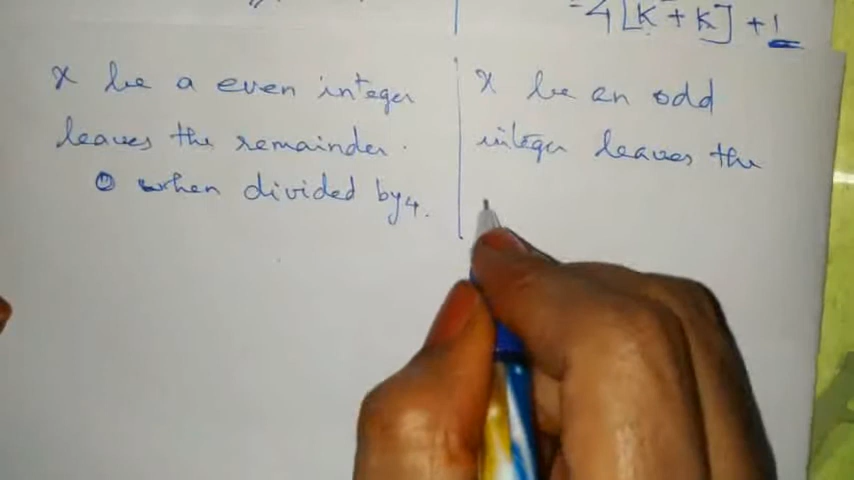 =4[K + K] + 1
x be a even integer
leaves the remainder.
0 when divided by 4.
x be an odd
integer leaves the